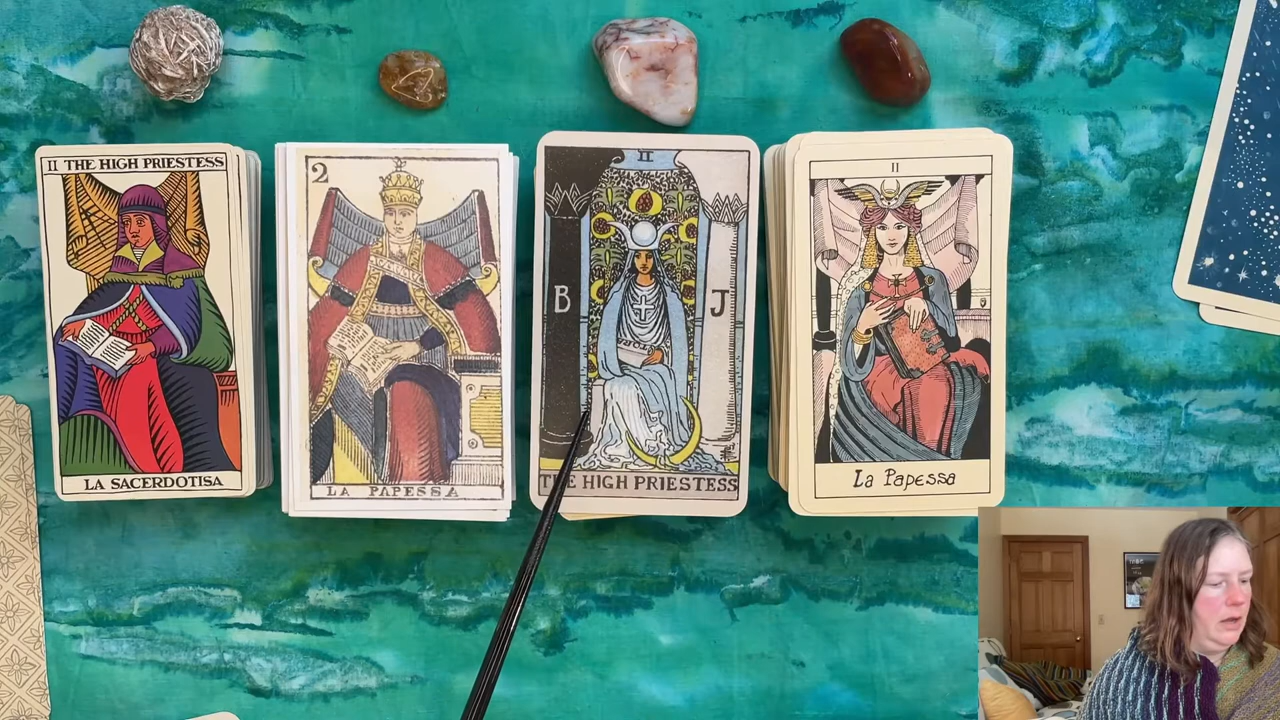 II THE HIGH PRIESTESS
LA SACERDOTISA
2
LA PAPESSA
II
B
J
THE HIGH PRIESTESS
II
La Papessa